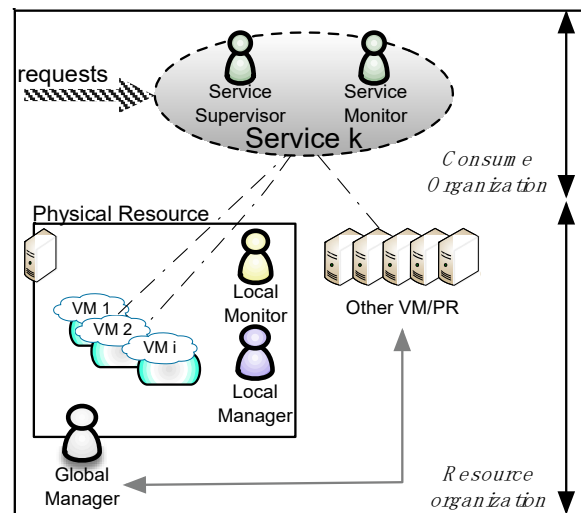 requests
Service
Supervisor
Service
Monitor
Service k
Consume
Organization
Physical Resource
Local
Monitor
VM 1
VM 2
VM i
Local
Manager
Other VM/PR
Global
Manager
Resource
organization